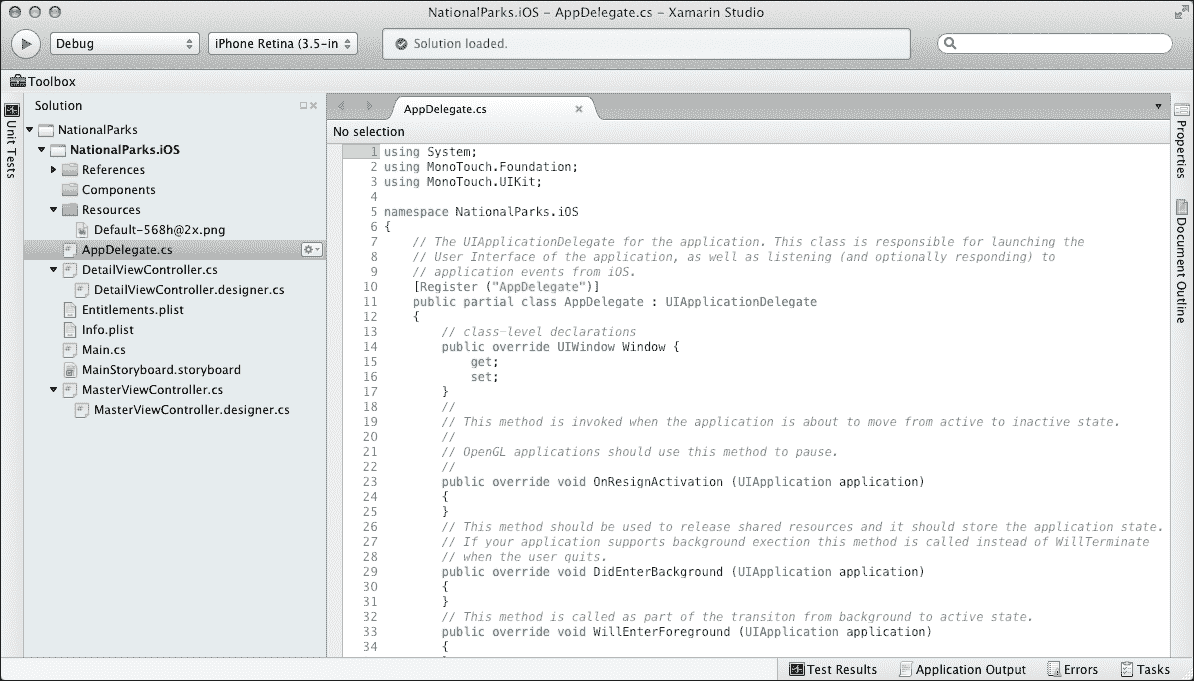 NationalParks.iOS – AppDelegate.cs – Xamarin Studio
Debug
iPhone Retina (3.5-in
Solution loaded.
Toolbox
Unit Tests
Solution
NationalParks
NationalParks.iOS
References
Components
Resources
Default-568h@2x.png
AppDelegate.cs
DetailViewController.cs
DetailViewController.designer.cs
Entitlements.plist
Info.plist
Main.cs
MainStoryboard.storyboard
MasterViewController.cs
MasterViewController.designer.cs
AppDelegate.cs
No selection
1 using System;
2 using MonoTouch.Foundation;
3 using MonoTouch.UIKit;
4
5 namespace NationalParks.iOS
6 {
7 // The UIApplicationDelegate for the application. This class is responsible for launching the
8 // User Interface of the application, as well as listening (and optionally responding) to
9 // application events from iOS.
10 [Register ("AppDelegate")]
11 public partial class AppDelegate : UIApplicationDelegate
12 {
13 // class-level declarations
14 public override UIWindow Window {
15 get;
16 set;
17 }
18 //
19 // This method is invoked when the application is about to move from active to inactive state.
20 //
21 // OpenGL applications should use this method to pause.
22 //
23 public override void OnResignActivation (UIApplication application)
24 {
25 }
26 // This method should be used to release shared resources and it should store the application state.
27 // If your application supports background exection this method is called instead of WillTerminate
28 // when the user quits.
29 public override void DidEnterBackground (UIApplication application)
30 {
31 }
32 // This method is called as part of the transiton from background to active state.
33 public override void WillEnterForeground (UIApplication application)
34 {
Properties
Document Outline
Test Results
Application Output
Errors
Tasks